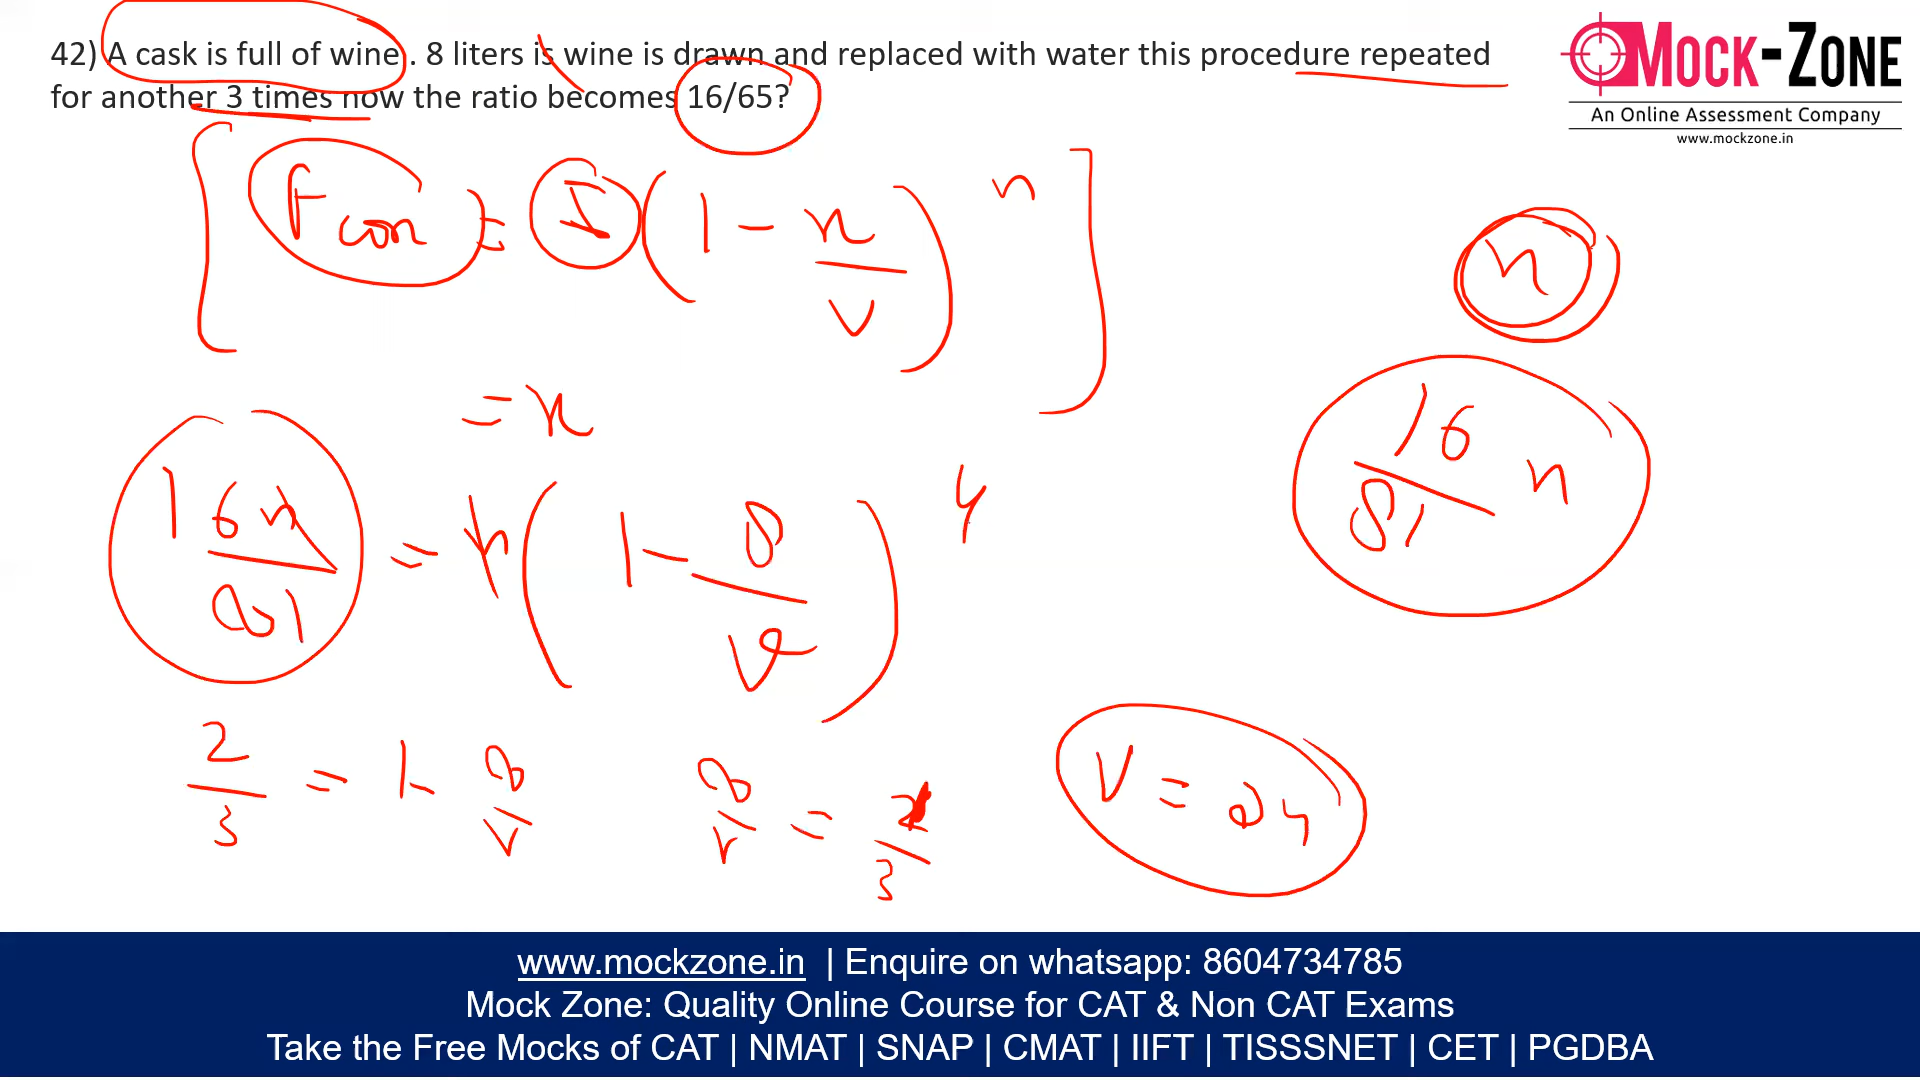 42) A cask is full of wine . 8 liters is wine is drawn and replaced with water this procedure repeated
for another 3 times now the ratio becomes 16/65?
MOCK-ZONE
An Online Assessment Company
www.mockzone.in
[ Fcon = I (1 - x/V)^n ]
n
= x
16/81 x
16x/81 = x (1 - 8/V)^4
2/3 = 1 - 8/V
8/V = 1/3
V = 24
www.mockzone.in | Enquire on whatsapp: 8604734785
Mock Zone: Quality Online Course for CAT & Non CAT Exams
Take the Free Mocks of CAT | NMAT | SNAP | CMAT | IIFT | TISSSNET | CET | PGDBA